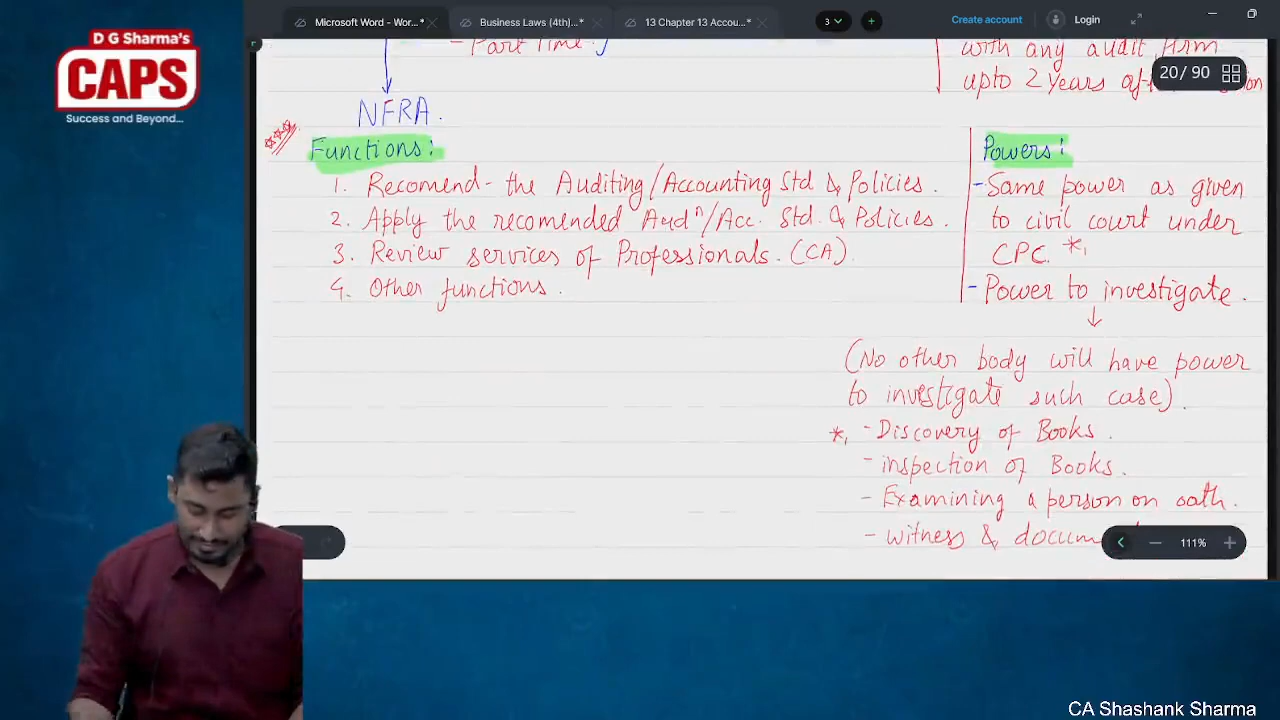 D G Sharma's
CAPS
Success and Beyond...
Microsoft Word - Wor...*
Business Laws (4th)...*
13 Chapter 13 Accou...*
3
Create account
Login
20/ 90
- Part Time.
with any audit firm
upto 2 Years
NFRA.
Functions:
1. Recomend- the Auditing/Accounting Std & Policies.
2. Apply the recomended Audⁿ/Acc. Std. & Policies.
3. Review services of Professionals. (CA)
4. Other functions.
Powers:
- Same power as given
to civil court under
CPC. *1
- Power to investigate.
(No other body will have power
to investigate such case).
*1 - Discovery of Books.
- inspection of Books.
- Examining a person on oath.
- witness &
111%
CA Shashank Sharma